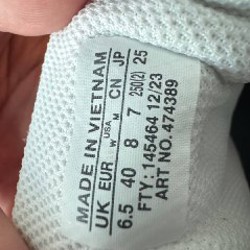 MADE IN VIETNAM
UK EUR USA CN JP
W M
6.5 40 8 7 250(2) 25
FTY: 145464 12/23
ART NO.474389